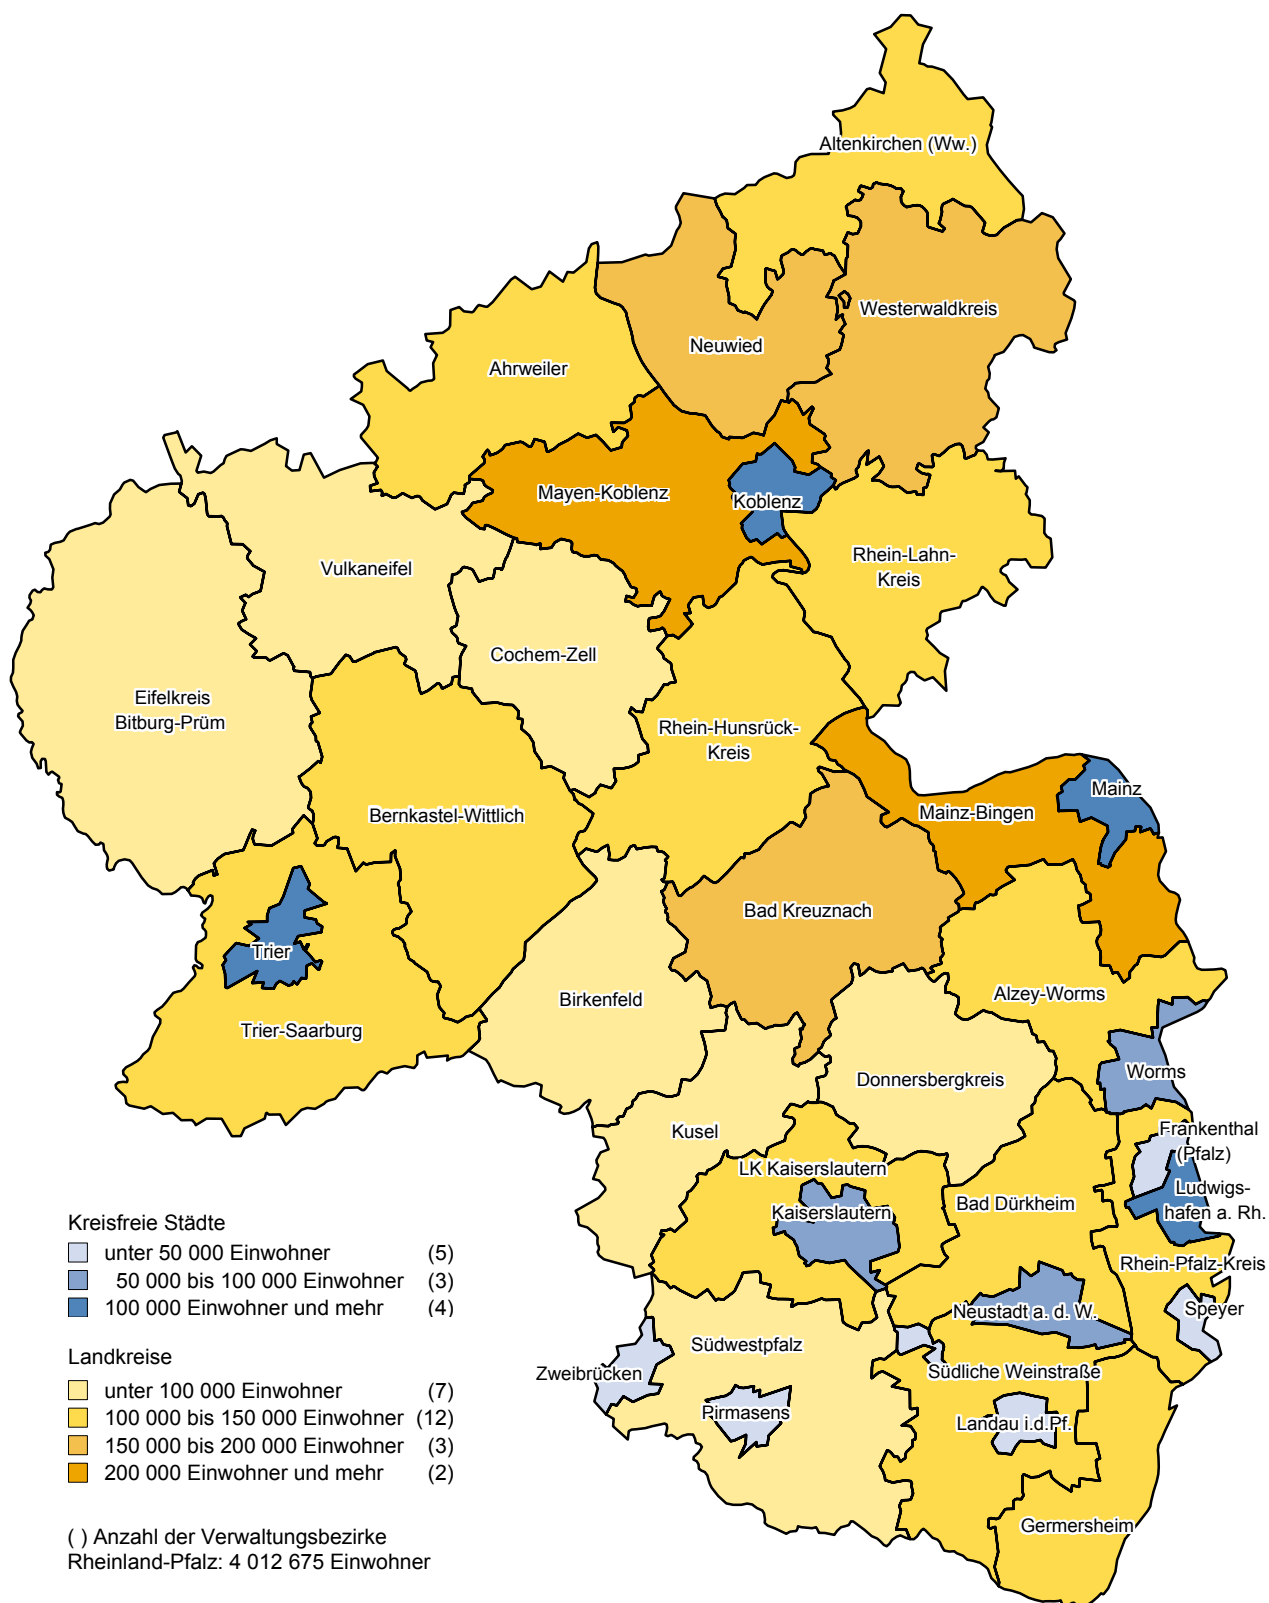 Altenkirchen (Ww.)
Westerwaldkreis
Neuwied
Ahrweiler
Mayen-Koblenz
Koblenz
Rhein-Lahn-
Kreis
Vulkaneifel
Cochem-Zell
Eifelkreis
Bitburg-Prüm
Rhein-Hunsrück-
Kreis
Mainz
Mainz-Bingen
Bernkastel-Wittlich
Bad Kreuznach
Trier
Alzey-Worms
Birkenfeld
Trier-Saarburg
Worms
Donnersbergkreis
Kusel
Frankenthal
(Pfalz)
LK Kaiserslautern
Ludwigs-
hafen a. Rh.
Bad Dürkheim
Kaiserslautern
Rhein-Pfalz-Kreis
Speyer
Neustadt a. d. W.
Südwestpfalz
Zweibrücken
Südliche Weinstraße
Pirmasens
Landau i.d.Pf.
Germersheim
Kreisfreie Städte
unter 50 000 Einwohner (5)
50 000 bis 100 000 Einwohner (3)
100 000 Einwohner und mehr (4)
Landkreise
unter 100 000 Einwohner (7)
100 000 bis 150 000 Einwohner (12)
150 000 bis 200 000 Einwohner (3)
200 000 Einwohner und mehr (2)
( ) Anzahl der Verwaltungsbezirke
Rheinland-Pfalz: 4 012 675 Einwohner